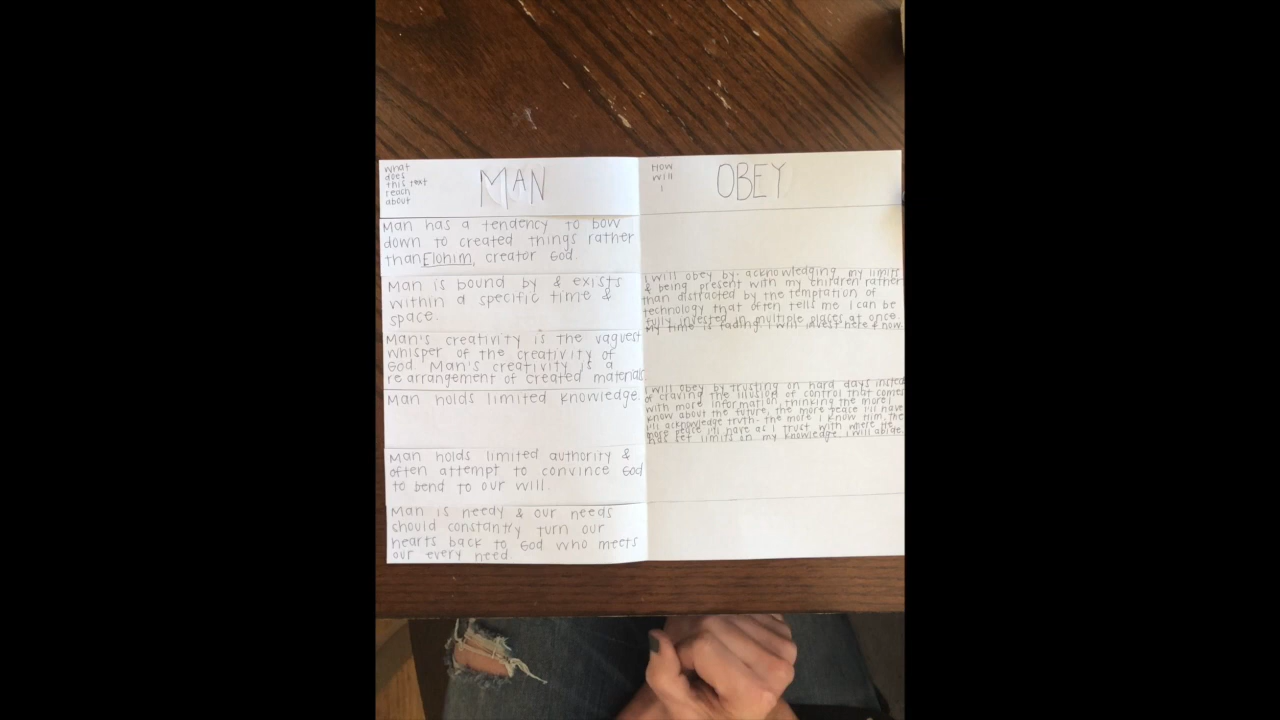 what
does
this text
teach
about
MAN
Man has a tendency to bow
down to created things rather
than Elohim, creator God.
Man is bound by & exists
within a specific time &
space.
Man's creativity is the vaguest
whisper of the creativity of
God. Man's creativity is a
rearrangement of created materials.
Man holds limited knowledge.
Man holds limited authority &
often attempt to convince God
to bend to our will.
Man is needy & our needs
should constantly turn our
hearts back to God who meets
our every need.
How
will
I
OBEY
I will obey by: acknowledging my limits
& being present with my children rather
than distracted by the temptation of
technology that often tells me I can be
fully invested in multiple places at once.
My time is fading. I will invest here & now.
I will obey by trusting on hard days instead
of craving the illusion of control that comes
with more information, thinking the more I
know about the future, the more peace I'll have.
I'll acknowledge truth- the more I know Him, the
more peace I'll have as I trust with where He
has set limits on my knowledge. I will abide.